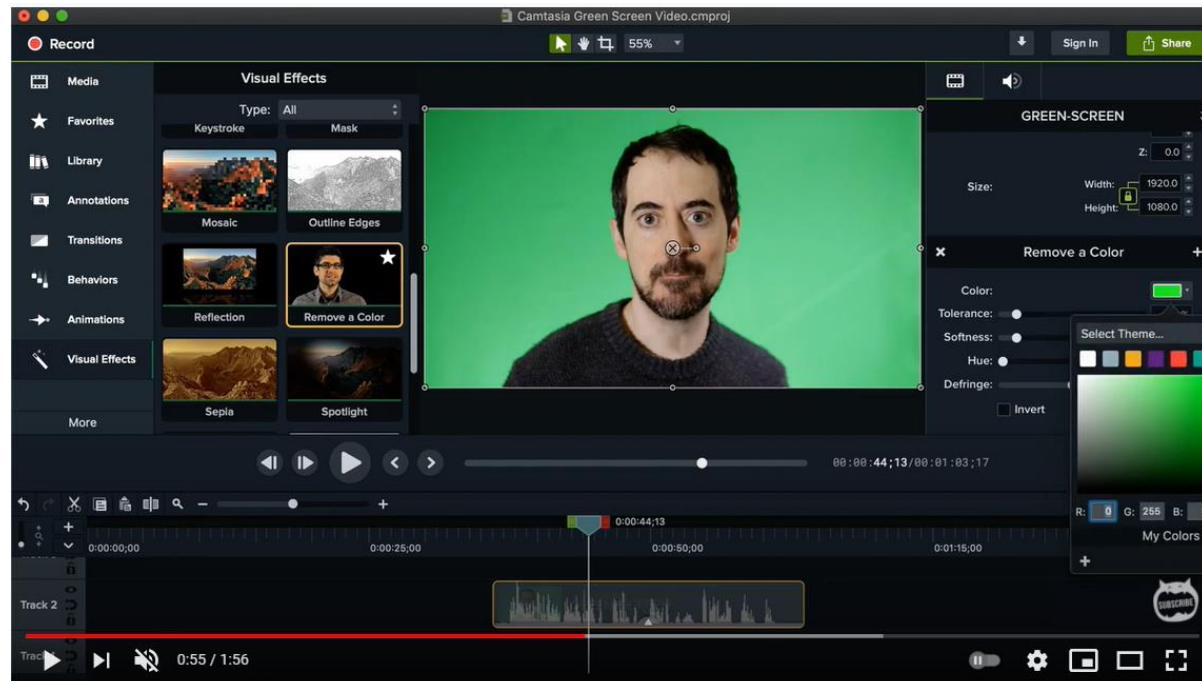 Camtasia Green Screen Video.cmproj
Record
55%
Sign In
Share
Media
Favorites
Library
Annotations
Transitions
Behaviors
Animations
Visual Effects
More
Visual Effects
Type: All
Keystroke
Mask
Mosaic
Outline Edges
Reflection
Remove a Color
Sepia
Spotlight
GREEN-SCREEN
Z: 0.0
Size:
Width: 1920.0
Height: 1080.0
Remove a Color
Color:
Tolerance:
Softness:
Hue:
Defringe:
Invert
Select Theme...
R: 0 G: 255 B:
My Colors
00:00:44;13/00:01:03;17
0:00:44;13
0:00:00;00
0:00:25;00
0:00:50;00
0:01:15;00
Track 2
SUBSCRIBE
0:55 / 1:56